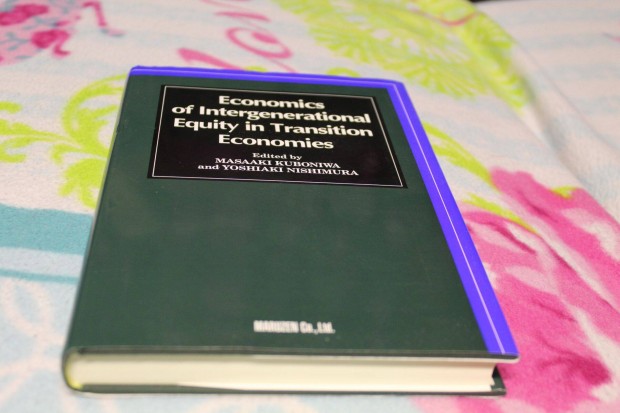 Economics
of Intergenerational
Equity in Transition
Economies
Edited by
MASAAKI KUBONIWA
and YOSHIAKI NISHIMURA
MARUZEN Co., Ltd.